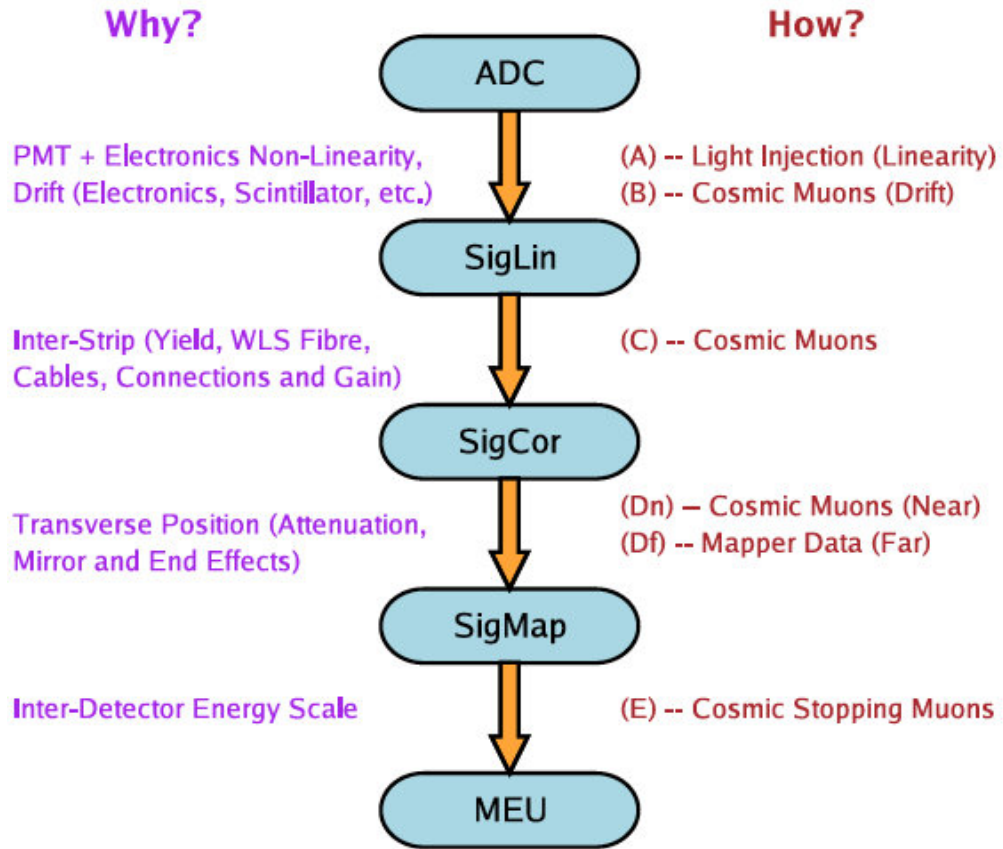 Why?
How?
ADC
PMT + Electronics Non-Linearity,
Drift (Electronics, Scintillator, etc.)
(A) -- Light Injection (Linearity)
(B) -- Cosmic Muons (Drift)
SigLin
Inter-Strip (Yield, WLS Fibre,
Cables, Connections and Gain)
(C) -- Cosmic Muons
SigCor
Transverse Position (Attenuation,
Mirror and End Effects)
(Dn) – Cosmic Muons (Near)
(Df) -- Mapper Data (Far)
SigMap
Inter-Detector Energy Scale
(E) -- Cosmic Stopping Muons
MEU